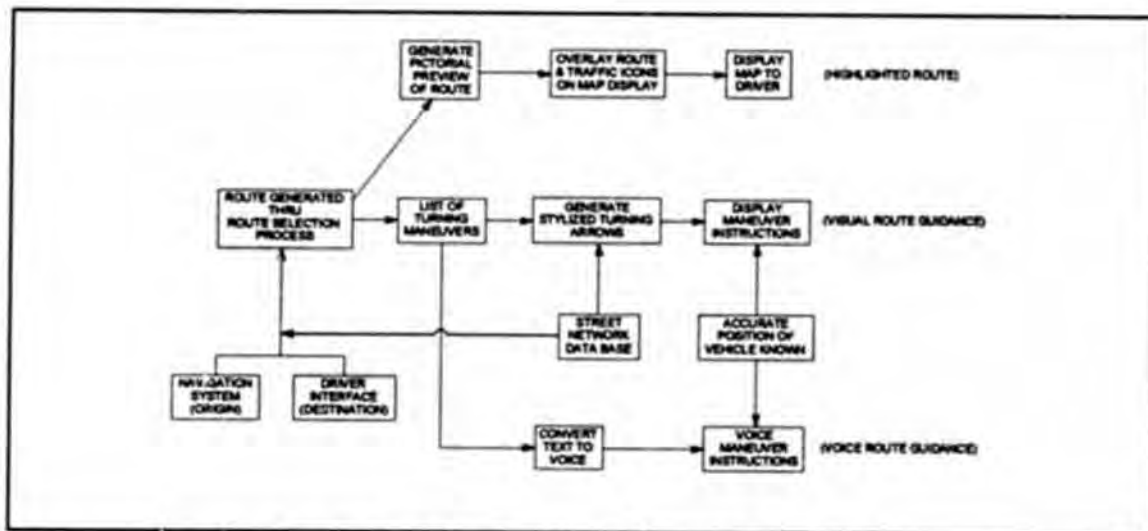 GENERATE
PICTORIAL
PREVIEW
OF ROUTE
OVERLAY ROUTE
& TRAFFIC ICONS
ON MAP DISPLAY
DISPLAY
MAP TO
DRIVER
(HIGHLIGHTED ROUTE)
ROUTE GENERATED
THRU
ROUTE SELECTION
PROCESS
LIST OF
TURNING
MANEUVERS
GENERATE
STYLIZED TURNING
ARROWS
DISPLAY
MANEUVER
INSTRUCTIONS
(VISUAL ROUTE GUIDANCE)
STREET
NETWORK
DATA BASE
ACCURATE
POSITION OF
VEHICLE KNOWN
NAVIGATION
SYSTEM
(ORIGIN)
DRIVER
INTERFACE
(DESTINATION)
CONVERT
TEXT TO
VOICE
VOICE
MANEUVER
INSTRUCTIONS
(VOICE ROUTE GUIDANCE)